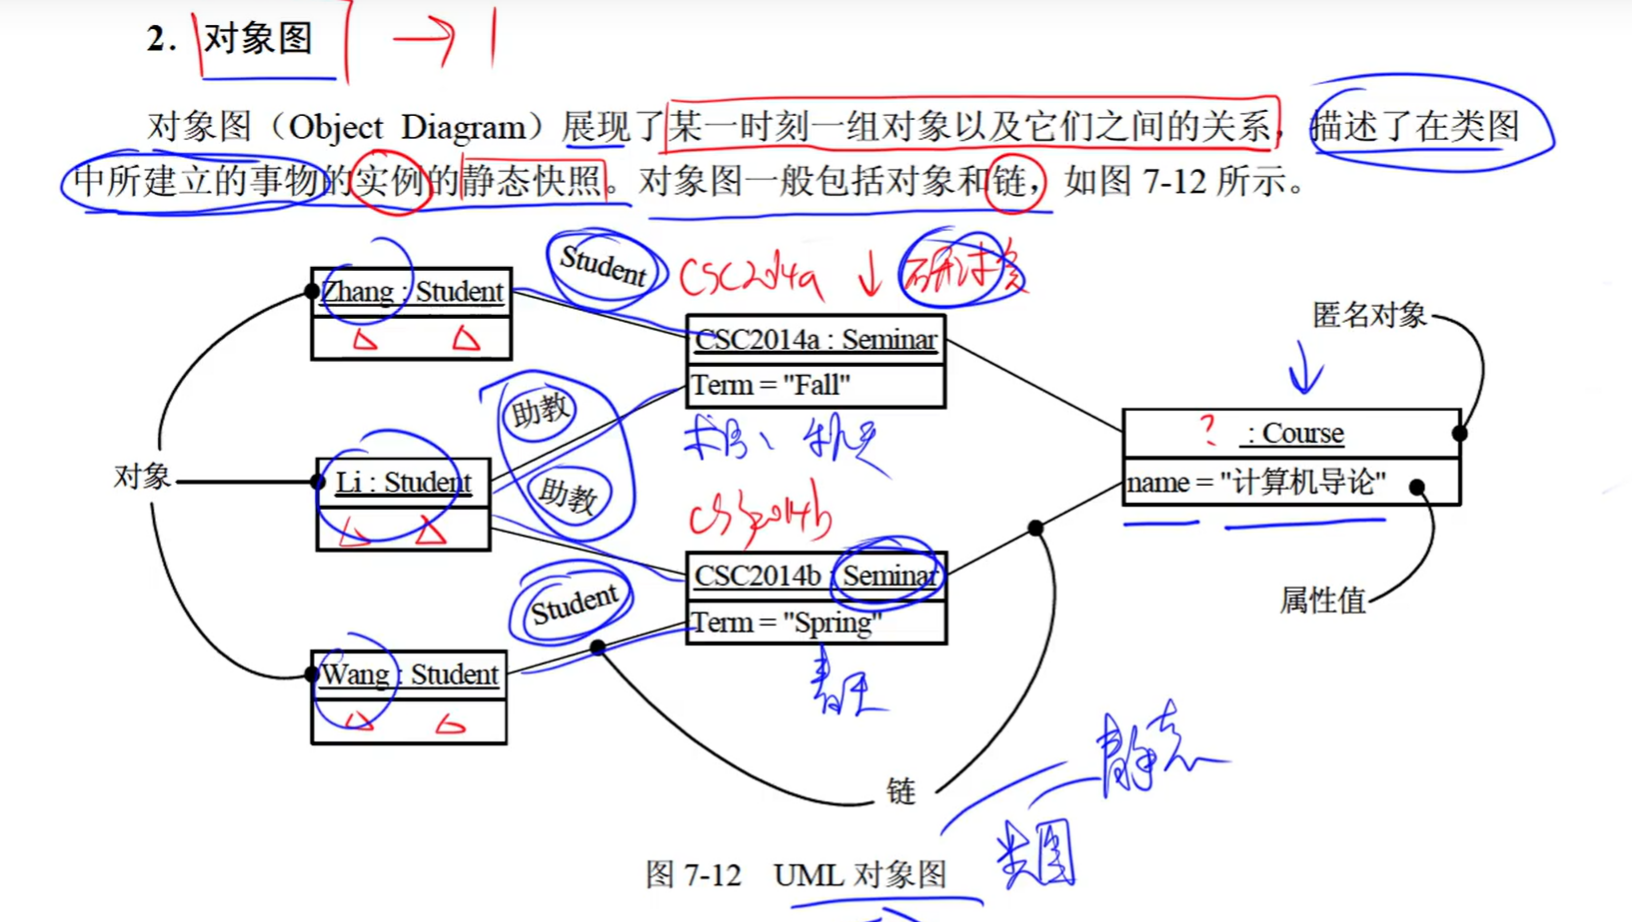 2. 对象图 → 1
对象图（Object Diagram）展现了某一时刻一组对象以及它们之间的关系，描述了在类图
中所建立的事物的实例的静态快照。对象图一般包括对象和链，如图 7-12 所示。
Zhang : Student
Student
CSC2014a ↓ 研讨会
CSC2014a : Seminar
Term = "Fall"
匿名对象
助教
? : Course
name = "计算机导论"
对象
Li : Student
助教
CSC2014b : Seminar
Term = "Spring"
Student
属性值
Wang : Student
春天
静态
链
类图
图 7-12 UML 对象图